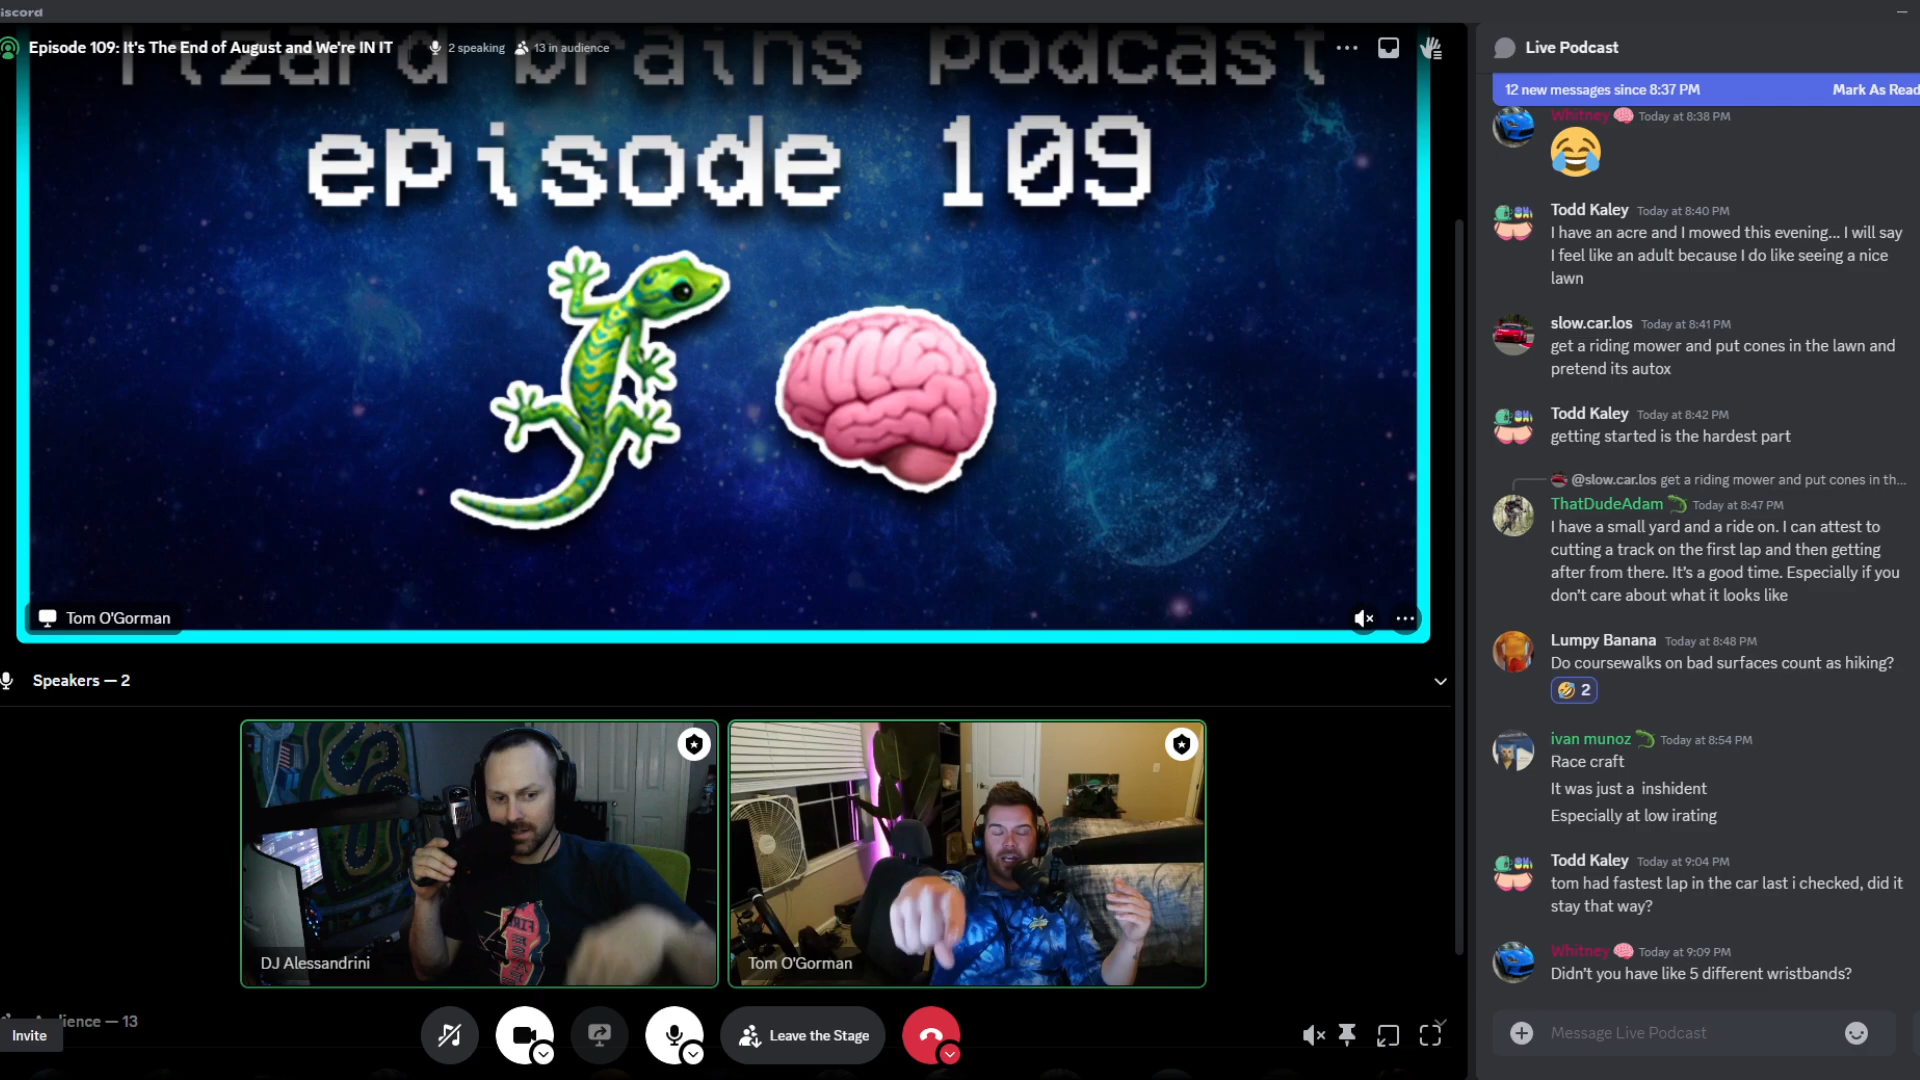 iscord
Episode 109: It's The End of August and We're IN IT
2 speaking
13 in audience
lizard brains podcast
episode 109
Tom O'Gorman
Speakers — 2
DJ Alessandrini
Tom O'Gorman
dience — 13
Invite
Leave the Stage
Live Podcast
12 new messages since 8:37 PM
Mark As Read
Whitney Today at 8:38 PM
Todd Kaley Today at 8:40 PM
I have an acre and I mowed this evening... I will say
I feel like an adult because I do like seeing a nice
lawn
slow.car.los Today at 8:41 PM
get a riding mower and put cones in the lawn and
pretend its autox
Todd Kaley Today at 8:42 PM
getting started is the hardest part
@slow.car.los get a riding mower and put cones in th...
ThatDudeAdam Today at 8:47 PM
I have a small yard and a ride on. I can attest to
cutting a track on the first lap and then getting
after from there. It's a good time. Especially if you
don't care about what it looks like
Lumpy Banana Today at 8:48 PM
Do coursewalks on bad surfaces count as hiking?
2
ivan munoz Today at 8:54 PM
Race craft
It was just a inshident
Especially at low irating
Todd Kaley Today at 9:04 PM
tom had fastest lap in the car last i checked, did it
stay that way?
Whitney Today at 9:09 PM
Didn't you have like 5 different wristbands?
Message Live Podcast